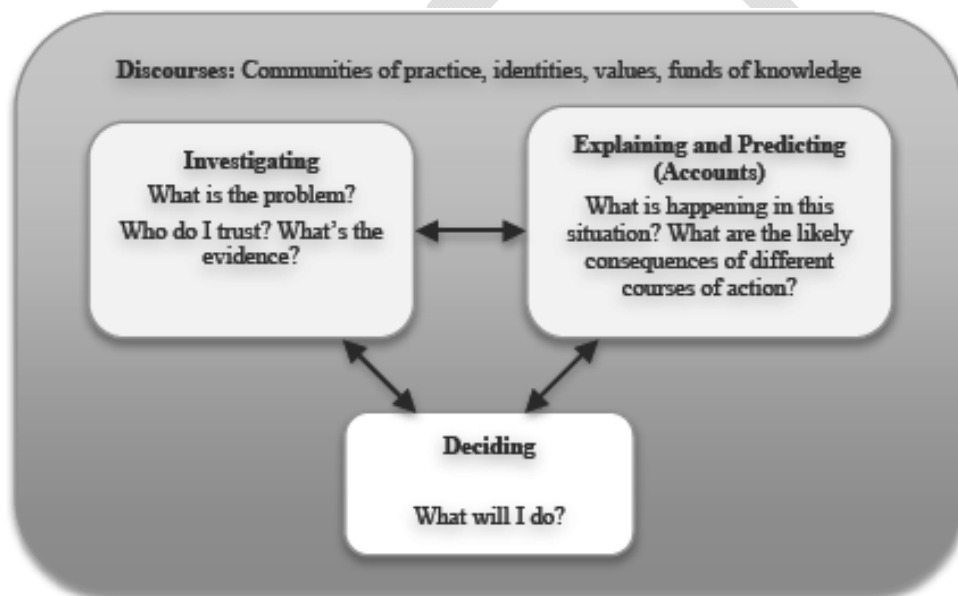 Discourses: Communities of practice, identities, values, funds of knowledge
Investigating
What is the problem?
Who do I trust? What's the
evidence?
Explaining and Predicting
(Accounts)
What is happening in this
situation? What are the likely
consequences of different
courses of action?
Deciding
What will I do?